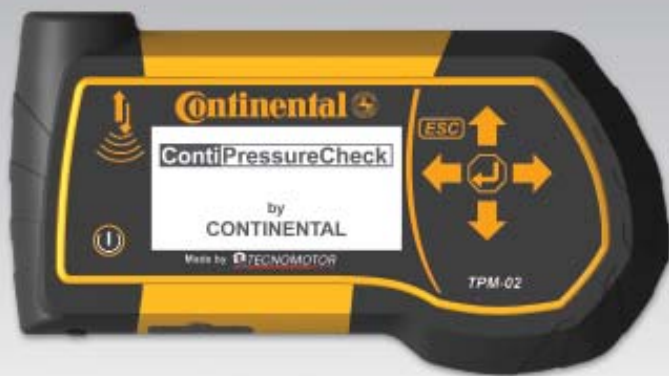 Continental
ESC
ContiPressureCheck
by
CONTINENTAL
Made by TECNOMOTOR
TPM-02